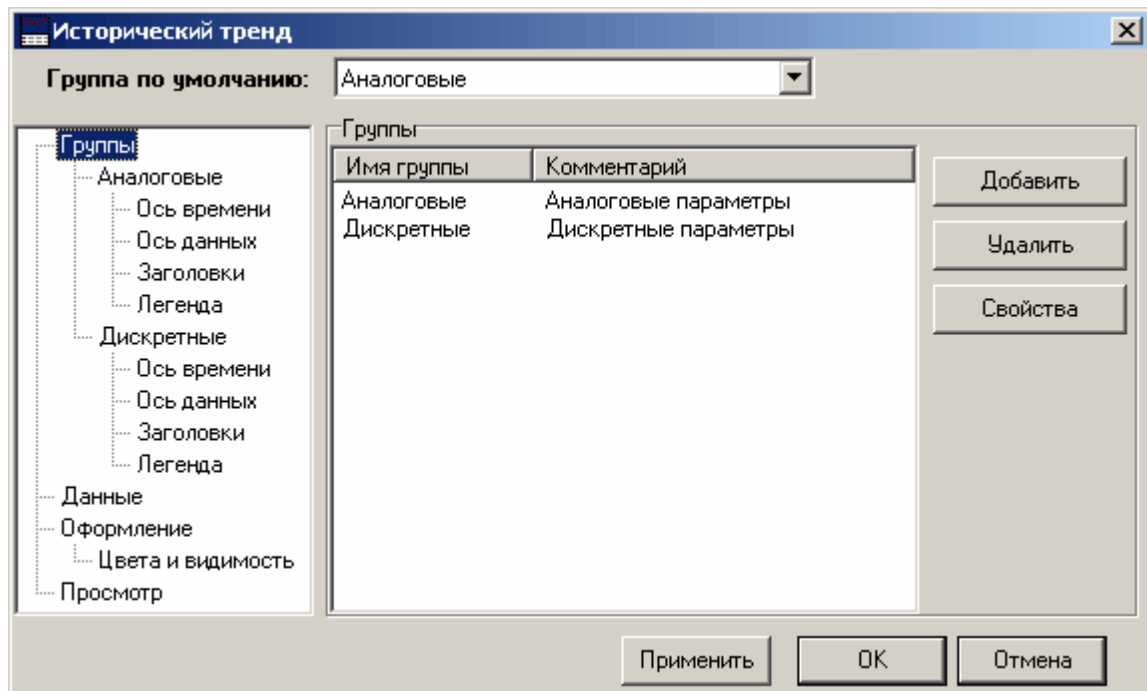 Исторический тренд
Группа по умолчанию: Аналоговые
Группы
Аналоговые
Ось времени
Ось данных
Заголовки
Легенда
Дискретные
Ось времени
Ось данных
Заголовки
Легенда
Данные
Оформление
Цвета и видимость
Просмотр
Группы
Имя группы Комментарий
Аналоговые Аналоговые параметры
Дискретные Дискретные параметры
Добавить
Удалить
Свойства
Применить OK Отмена